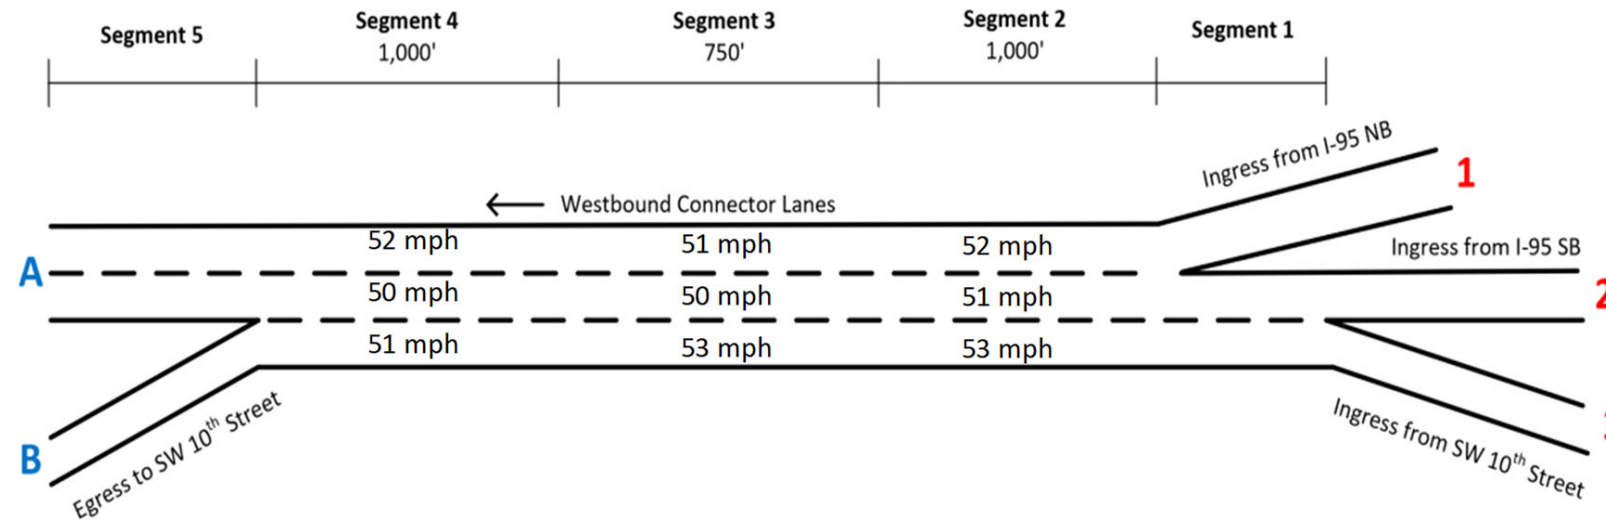 Segment 5
Segment 4
1,000'
Segment 3
750'
Segment 2
1,000'
Segment 1
Ingress from I-95 NB
1
Westbound Connector Lanes
Ingress from I-95 SB
A
52 mph
51 mph
52 mph
50 mph
50 mph
51 mph
2
51 mph
53 mph
53 mph
B
Egress to SW 10th Street
Ingress from SW 10th Street